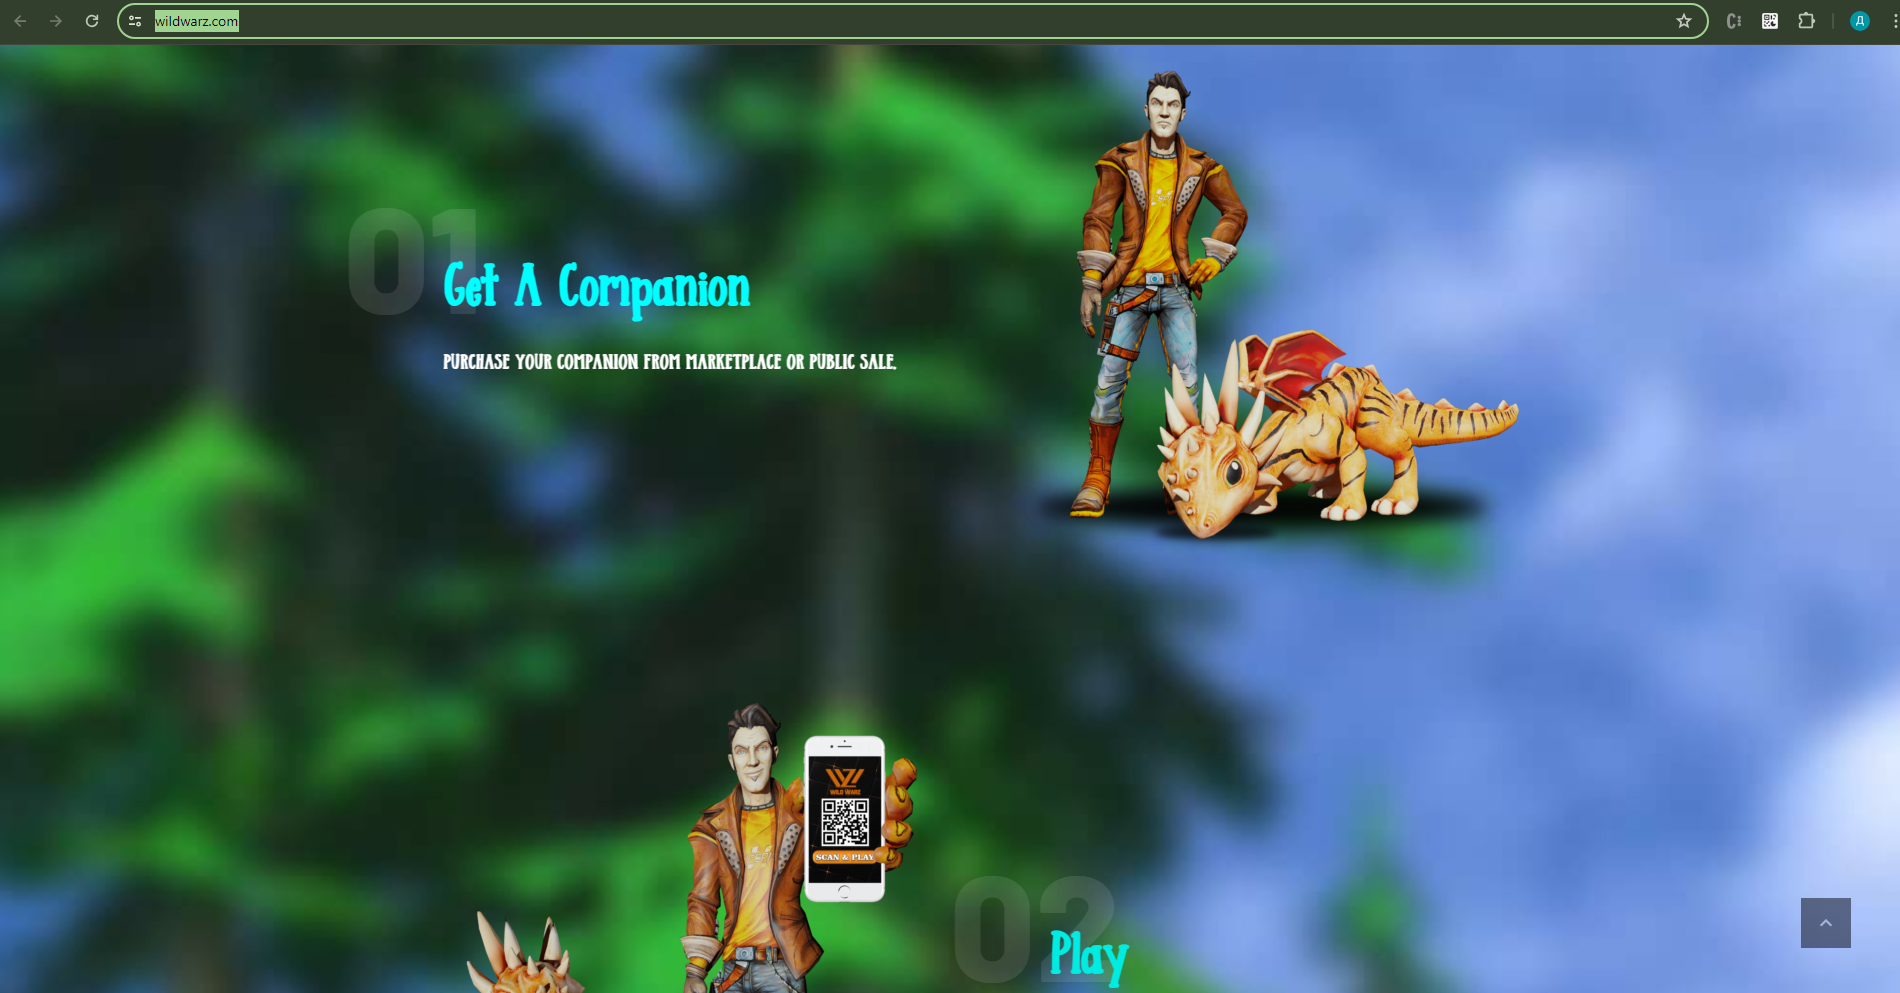 wildwarz.com
Д
01
Get A Companion
PURCHASE YOUR COMPANION FROM MARKETPLACE OR PUBLIC SALE.
WILD WARZ
SCAN & PLAY
02
Play